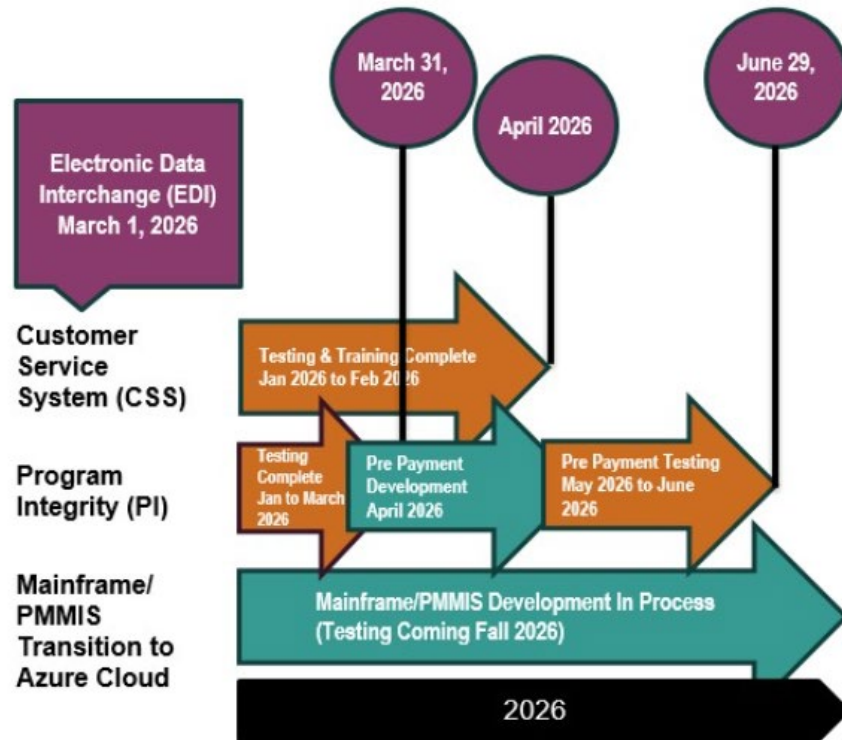 March 31,
2026
April 2026
June 29,
2026
Electronic Data
Interchange (EDI)
March 1, 2026
Customer
Service
System (CSS)
Testing & Training Complete
Jan 2026 to Feb 2026
Program
Integrity (PI)
Testing
Complete
Jan to March
2026
Pre Payment
Development
April 2026
Pre Payment Testing
May 2026 to June
2026
Mainframe/
PMMIS
Transition to
Azure Cloud
Mainframe/PMMIS Development In Process
(Testing Coming Fall 2026)
2026